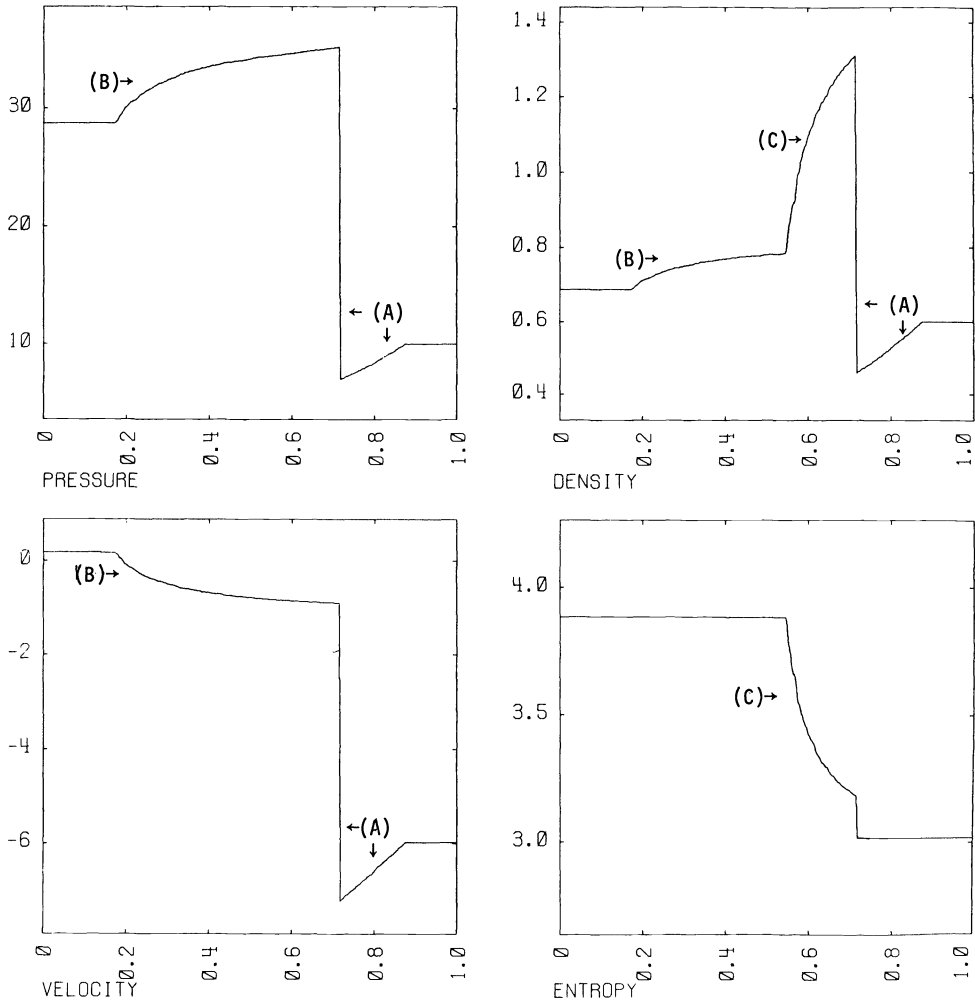 30
20
10
(B)→
← (A)
↓
0 0.2 0.4 0.6 0.8 1.0
PRESSURE
1.4
1.2
1.0
0.8
0.6
0.4
(C)→
(B)→
← (A)
↓
0 0.2 0.4 0.6 0.8 1.0
DENSITY
0
-2
-4
-6
(B)→
←(A)
↓
0 0.2 0.4 0.6 0.8 1.0
VELOCITY
4.0
3.5
3.0
(C)→
0 0.2 0.4 0.6 0.8 1.0
ENTROPY